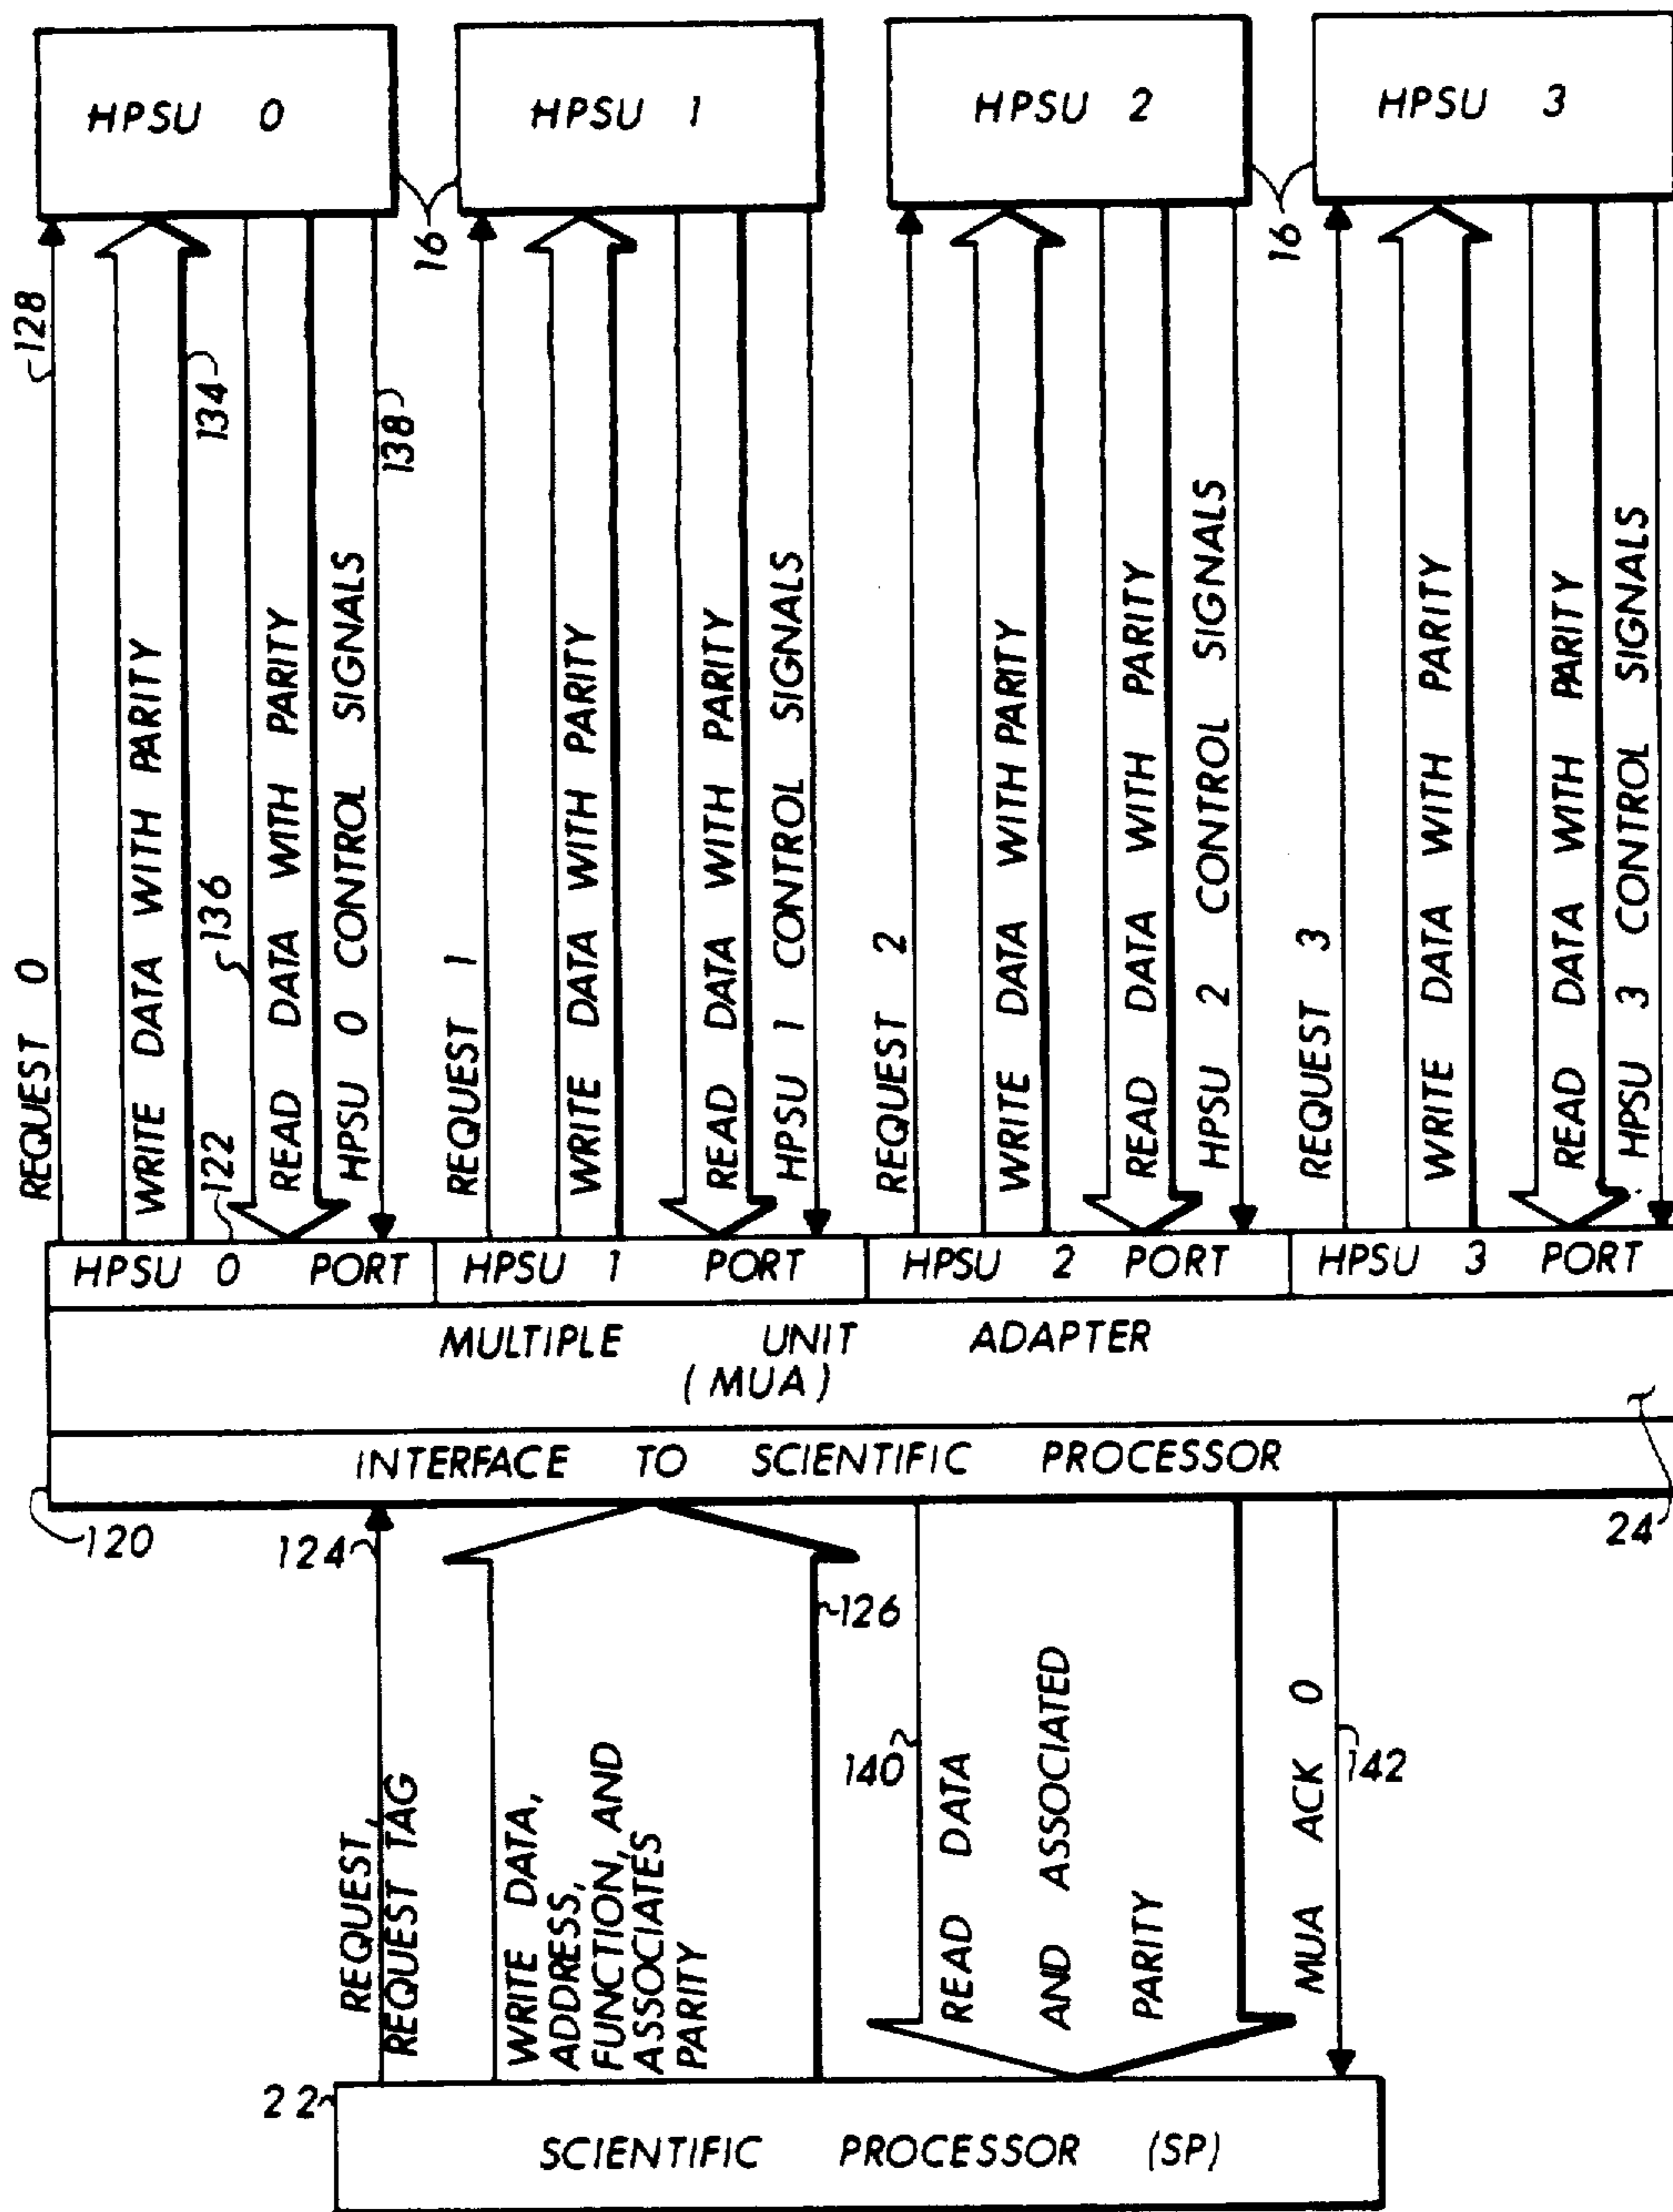 HPSU 0
HPSU 1
HPSU 2
HPSU 3
16
16
128
134
138
REQUEST 0
WRITE DATA WITH PARITY
136
122
READ DATA WITH PARITY
HPSU 0 CONTROL SIGNALS
REQUEST 1
WRITE DATA WITH PARITY
READ DATA WITH PARITY
HPSU 1 CONTROL SIGNALS
REQUEST 2
WRITE DATA WITH PARITY
READ DATA WITH PARITY
HPSU 2 CONTROL SIGNALS
REQUEST 3
WRITE DATA WITH PARITY
READ DATA WITH PARITY
HPSU 3 CONTROL SIGNALS
HPSU 0 PORT
HPSU 1 PORT
HPSU 2 PORT
HPSU 3 PORT
MULTIPLE UNIT ADAPTER
(MUA)
INTERFACE TO SCIENTIFIC PROCESSOR
120
124
126
24
REQUEST,
REQUEST TAG
WRITE DATA,
ADDRESS,
FUNCTION, AND
ASSOCIATES
PARITY
140
READ DATA
AND ASSOCIATED
PARITY
MUA ACK 0
142
22
SCIENTIFIC PROCESSOR (SP)